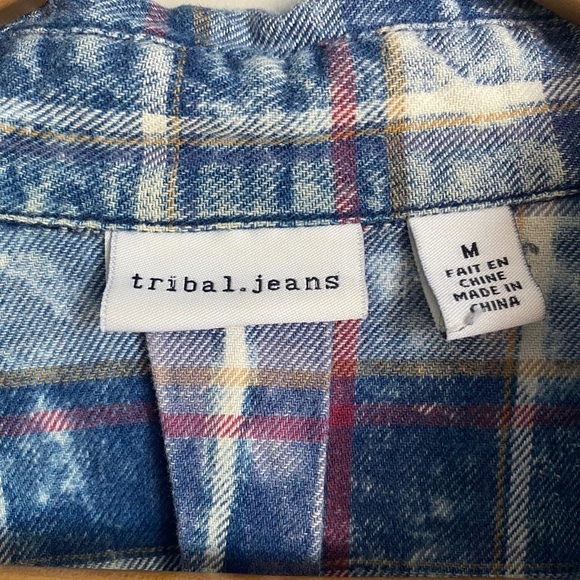 tribal.jeans
M
FAIT EN
CHINE
MADE IN
CHINA